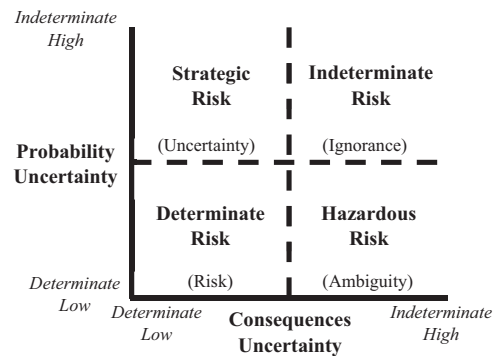 Indeterminate
High
Strategic
Risk
Indeterminate
Risk
(Uncertainty)
(Ignorance)
Probability
Uncertainty
Determinate
Risk
Hazardous
Risk
(Risk)
(Ambiguity)
Determinate
Low
Determinate
Low
Consequences
Uncertainty
Indeterminate
High